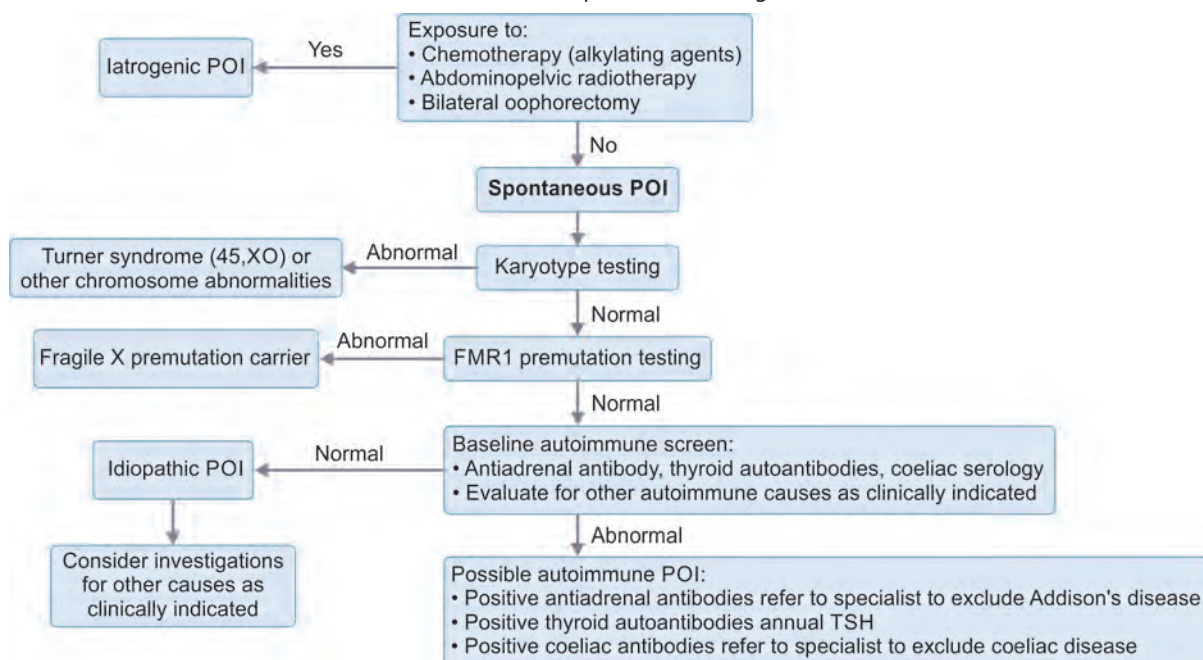 Exposure to:
• Chemotherapy (alkylating agents)
• Abdominopelvic radiotherapy
• Bilateral oophorectomy
Yes
Iatrogenic POI
No
Spontaneous POI
Karyotype testing
Abnormal
Turner syndrome (45,XO) or
other chromosome abnormalities
Normal
FMR1 premutation testing
Abnormal
Fragile X premutation carrier
Normal
Baseline autoimmune screen:
• Antiadrenal antibody, thyroid autoantibodies, coeliac serology
• Evaluate for other autoimmune causes as clinically indicated
Normal
Idiopathic POI
Consider investigations
for other causes as
clinically indicated
Abnormal
Possible autoimmune POI:
• Positive antiadrenal antibodies refer to specialist to exclude Addison's disease
• Positive thyroid autoantibodies annual TSH
• Positive coeliac antibodies refer to specialist to exclude coeliac disease